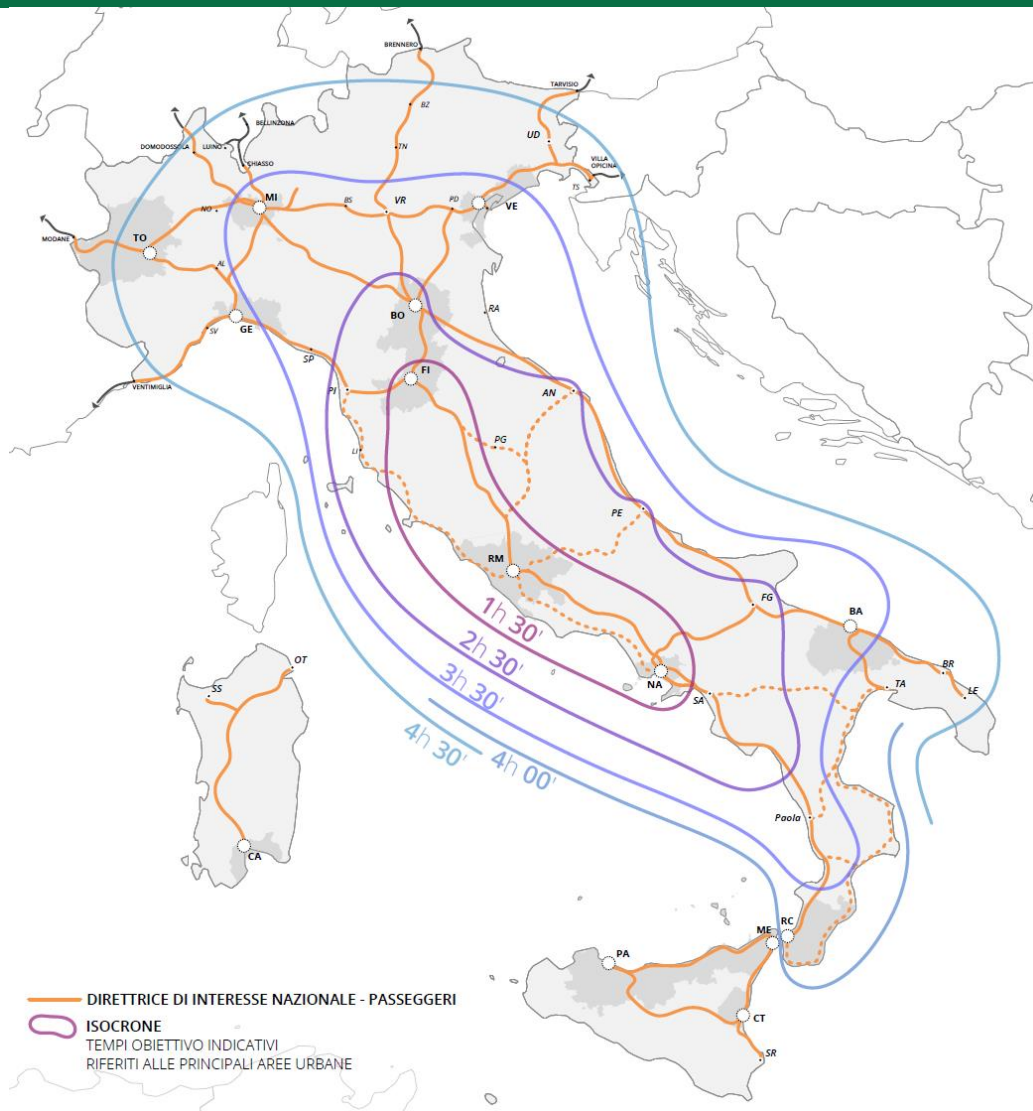 BRENNERO
TARVISIO
BZ
BELLINZONA
UD
DOMODOSSOLA
LUINO
TN
VILLA
OPICINA
CHIASSO
TS
MI
BS
VR
PD
VE
NO
TO
MODANE
AL
BO
RA
GE
SV
SP
FI
VENTIMIGLIA
PI
AN
PG
LI
PE
RM
FG
1h 30'
BA
2h 30'
OT
BR
3h 30'
NA
TA
SS
SA
LE
4h 30'
4h 00'
Paola
CA
RC
ME
PA
DIRETTRICE DI INTERESSE NAZIONALE - PASSEGGERI
CT
ISOCRONE
TEMPI OBIETTIVO INDICATIVI
RIFERITI ALLE PRINCIPALI AREE URBANE
SR